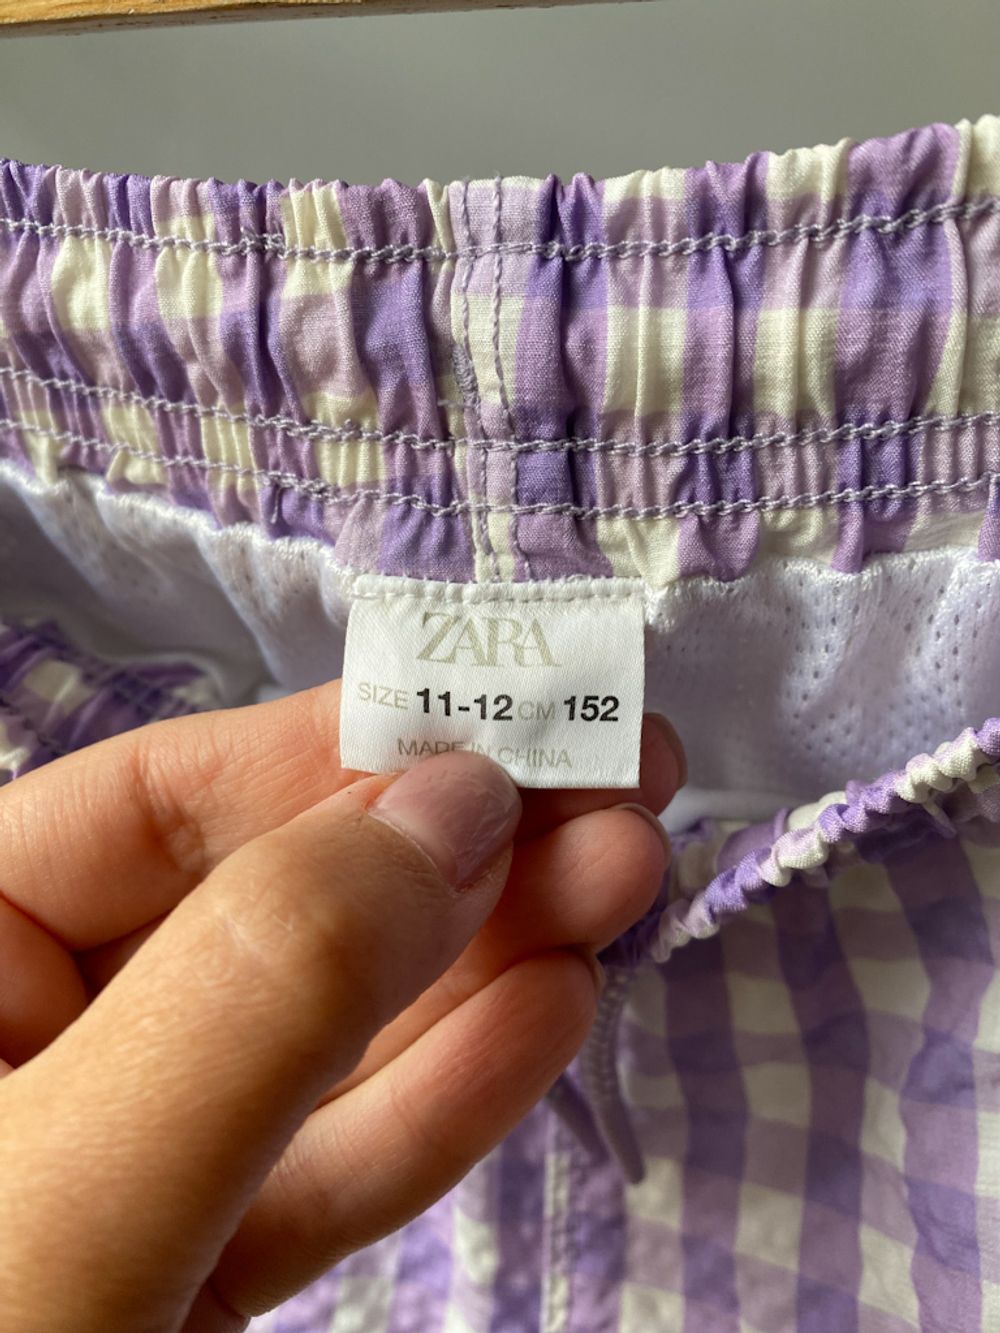 ZARA
SIZE 11-12 CM 152
MADE IN CHINA